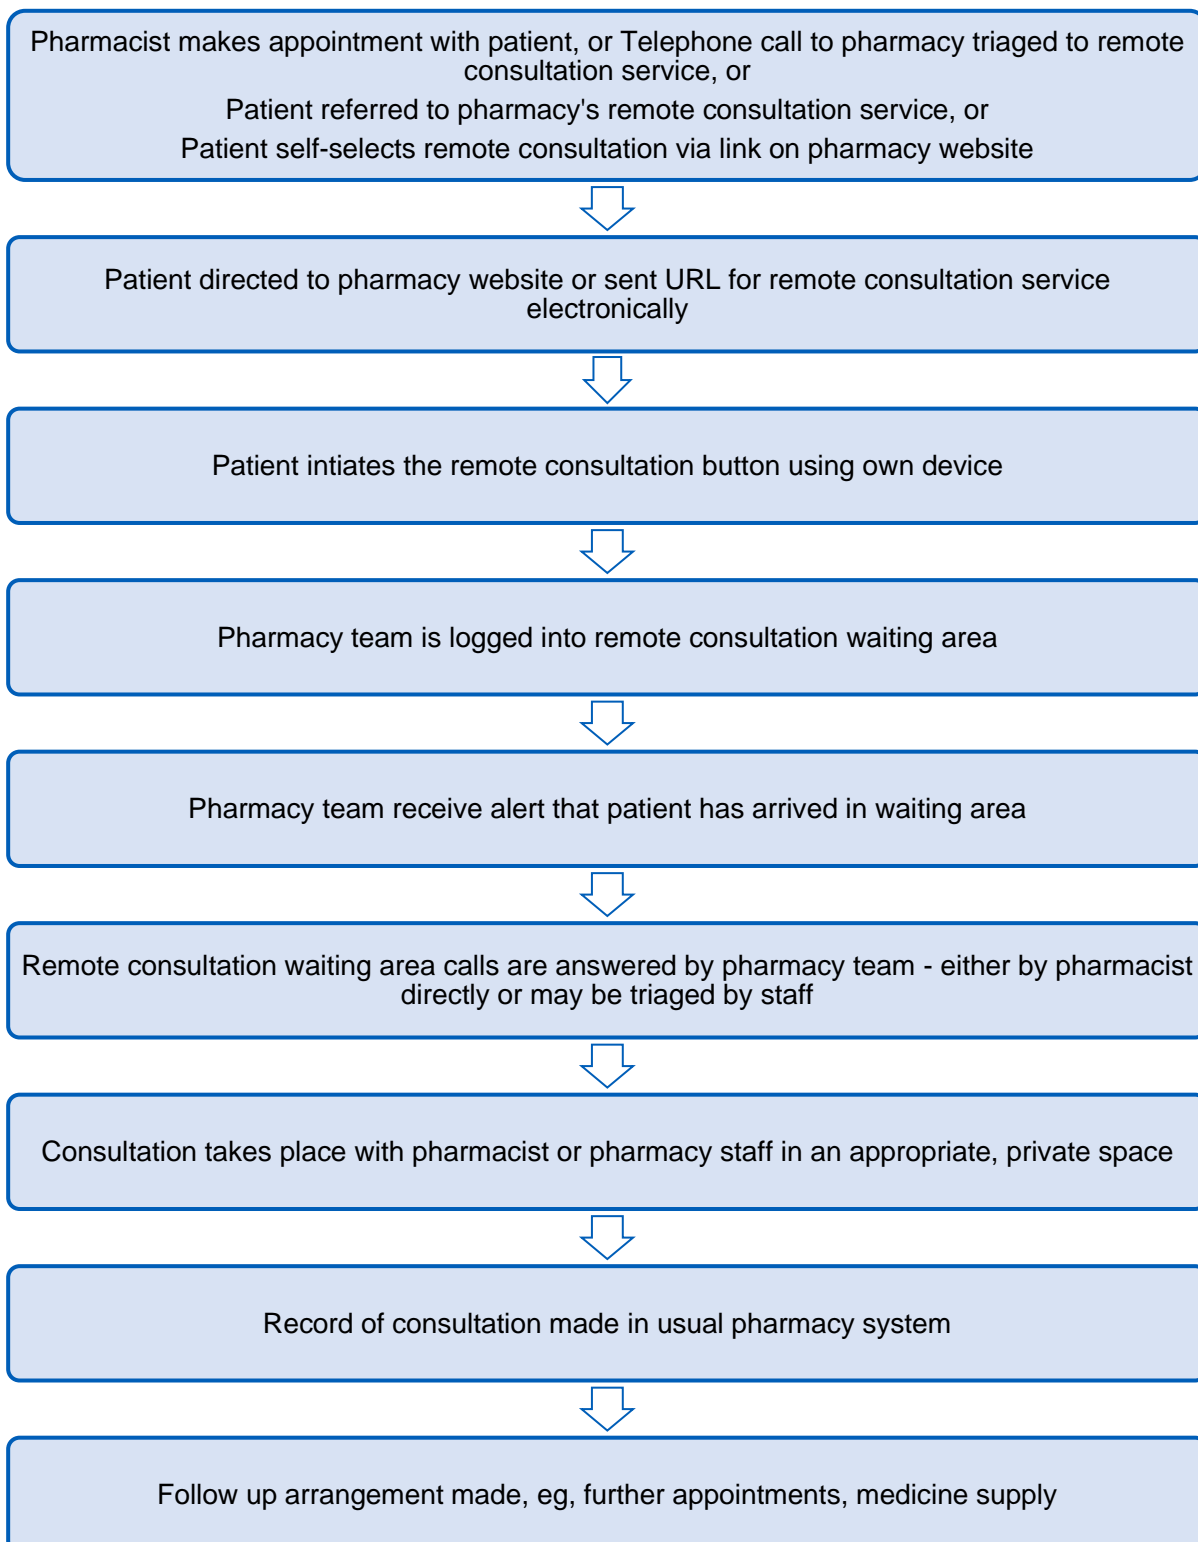 Pharmacist makes appointment with patient, or Telephone call to pharmacy triaged to remote
consultation service, or
Patient referred to pharmacy's remote consultation service, or
Patient self-selects remote consultation via link on pharmacy website
Patient directed to pharmacy website or sent URL for remote consultation service
electronically
Patient intiates the remote consultation button using own device
Pharmacy team is logged into remote consultation waiting area
Pharmacy team receive alert that patient has arrived in waiting area
Remote consultation waiting area calls are answered by pharmacy team - either by pharmacist
directly or may be triaged by staff
Consultation takes place with pharmacist or pharmacy staff in an appropriate, private space
Record of consultation made in usual pharmacy system
Follow up arrangement made, eg, further appointments, medicine supply